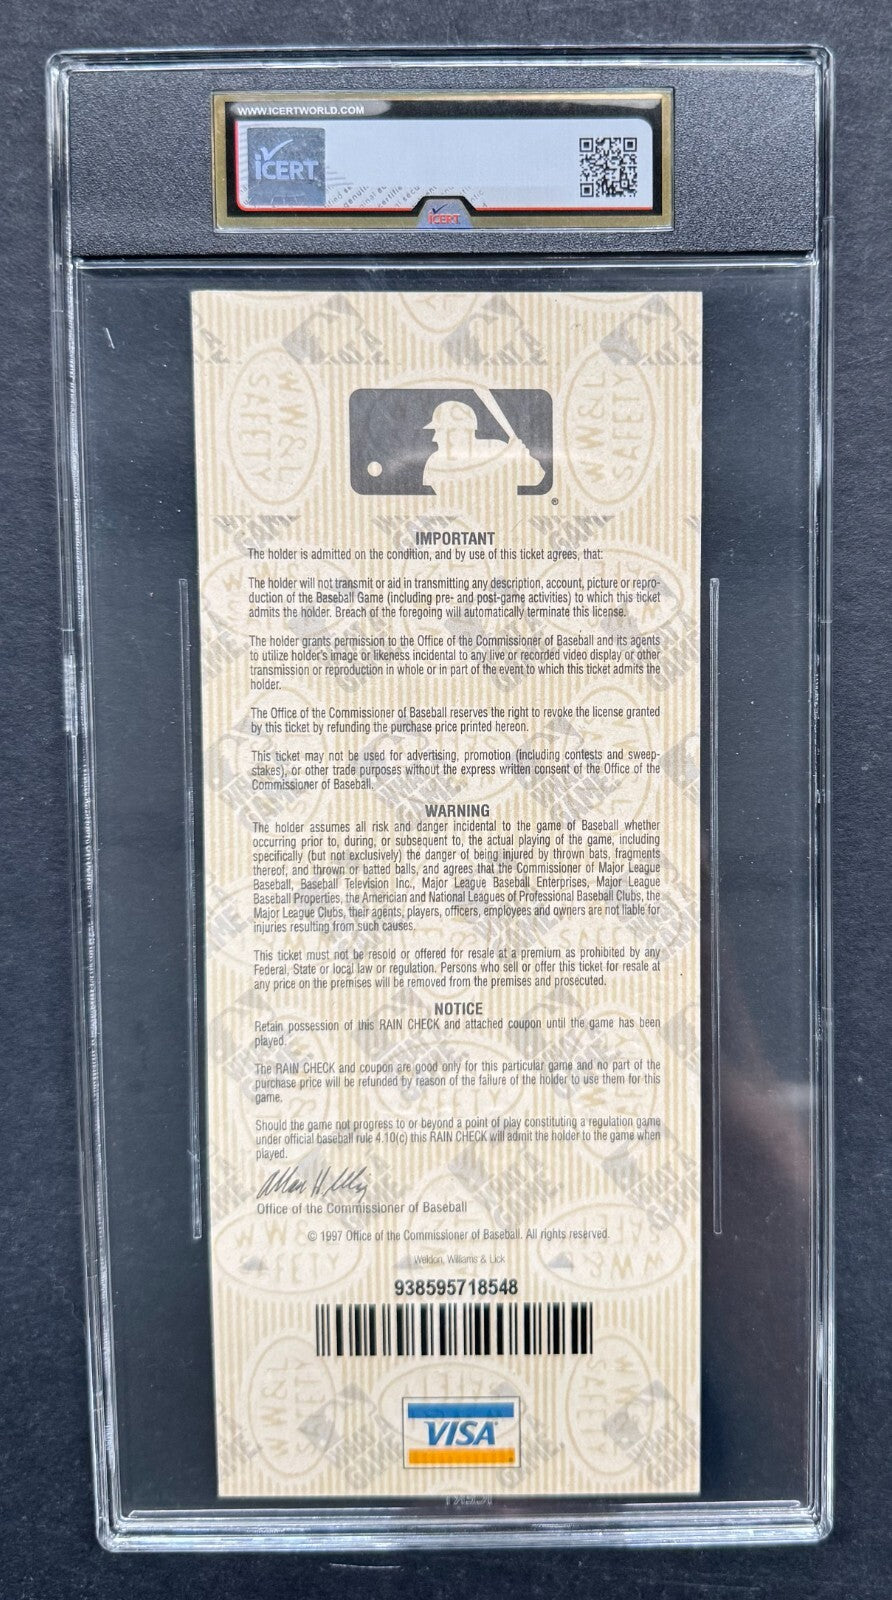 WWW.ICERTWORLD.COM
iCERT
iCERT
IMPORTANT
The holder is admitted on the condition, and by use of this ticket agrees, that:
The holder will not transmit or aid in transmitting any description, account, picture or repro-
duction of the Baseball Game (including pre- and post-game activities) to which this ticket
admits the holder. Breach of the foregoing will automatically terminate this license.
The holder grants permission to the Office of the Commissioner of Baseball and its agents
to utilize holder's image or likeness incidental to any live or recorded video display or other
transmission or reproduction in whole or in part of the event to which this ticket admits the
holder.
The Office of the Commissioner of Baseball reserves the right to revoke the license granted
by this ticket by refunding the purchase price printed hereon.
This ticket may not be used for advertising, promotion (including contests and sweep-
stakes), or other trade purposes without the express written consent of the Office of the
Commissioner of Baseball.
WARNING
The holder assumes all risk and danger incidental to the game of Baseball whether
occurring prior to, during, or subsequent to, the actual playing of the game, including
specifically (but not exclusively) the danger of being injured by thrown bats, fragments
thereof, and thrown or batted balls, and agrees that the Commissioner of Major League
Baseball, Baseball Television Inc., Major League Baseball Enterprises, Major League
Baseball Properties, the American and National Leagues of Professional Baseball Clubs, the
Major League Clubs, their agents, players, officers, employees and owners are not liable for
injuries resulting from such causes.
This ticket must not be resold or offered for resale at a premium as prohibited by any
Federal, State or local law or regulation. Persons who sell or offer this ticket for resale at
any price on the premises will be removed from the premises and prosecuted.
NOTICE
Retain possession of this RAIN CHECK and attached coupon until the game has been
played.
The RAIN CHECK and coupon are good only for this particular game and no part of the
purchase price will be refunded by reason of the failure of the holder to use them for this
game.
Should the game not progress to or beyond a point of play constituting a regulation game
under official baseball rule 4.10(c) this RAIN CHECK will admit the holder to the game when
played.
Office of the Commissioner of Baseball
© 1997 Office of the Commissioner of Baseball. All rights reserved.
Weldon, Williams & Lick
938595718548
VISA